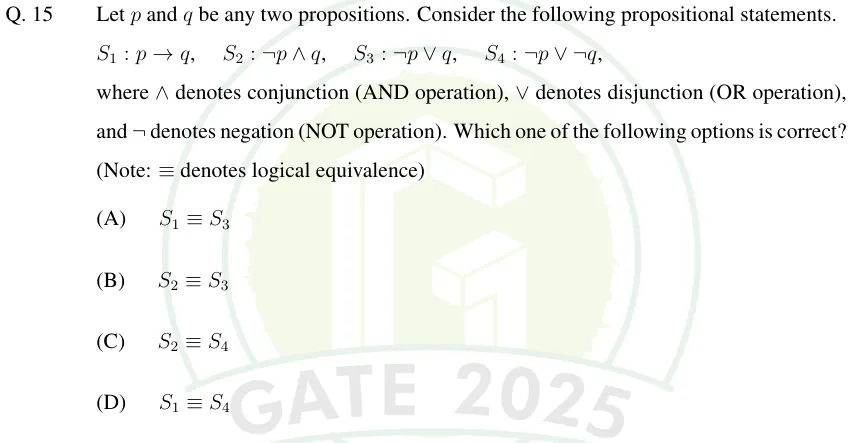 Q. 15 Let p and q be any two propositions. Consider the following propositional statements.
S₁ : p → q, S₂ : ¬p ∧ q, S₃ : ¬p ∨ q, S₄ : ¬p ∨ ¬q,
where ∧ denotes conjunction (AND operation), ∨ denotes disjunction (OR operation),
and ¬ denotes negation (NOT operation). Which one of the following options is correct?
(Note: ≡ denotes logical equivalence)
(A) S₁ ≡ S₃
(B) S₂ ≡ S₃
(C) S₂ ≡ S₄
(D) S₁ ≡ S₄
GATE 2025